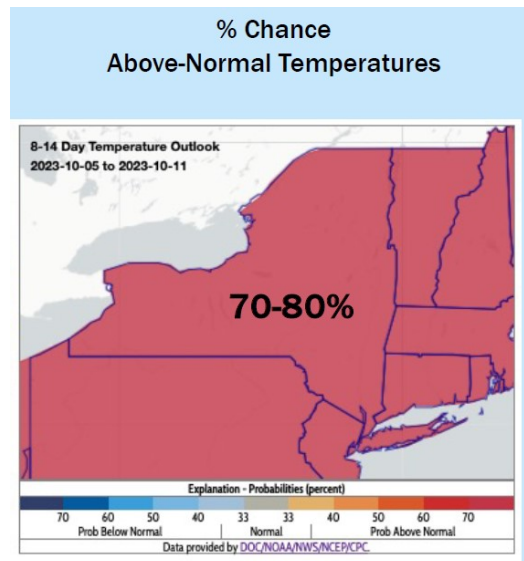 % Chance
Above-Normal Temperatures
8-14 Day Temperature Outlook
2023-10-05 to 2023-10-11
70-80%
Explanation - Probabilities (percent)
70 60 50 40 33 33 40 50 60 70
Prob Below Normal Normal Prob Above Normal
Data provided by DOC/NOAA/NWS/NCEP/CPC.